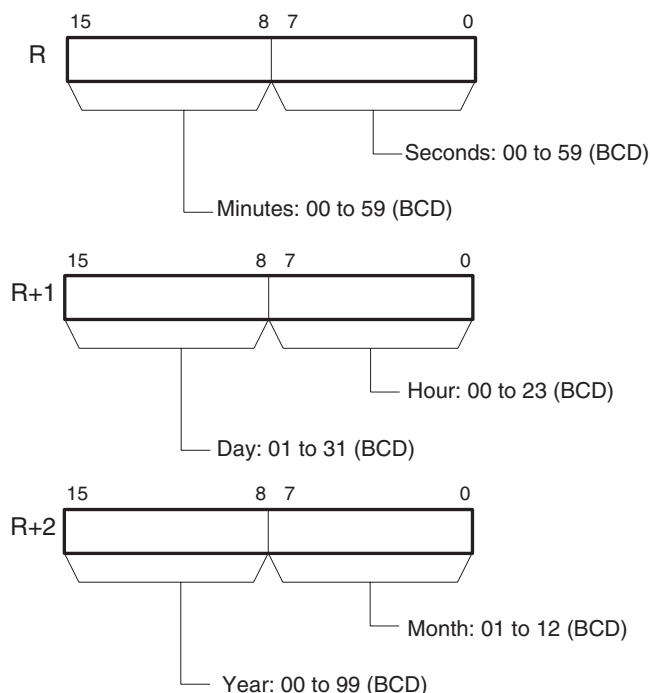 15 8 7 0
R
Seconds: 00 to 59 (BCD)
Minutes: 00 to 59 (BCD)
15 8 7 0
R+1
Hour: 00 to 23 (BCD)
Day: 01 to 31 (BCD)
15 8 7 0
R+2
Month: 01 to 12 (BCD)
Year: 00 to 99 (BCD)